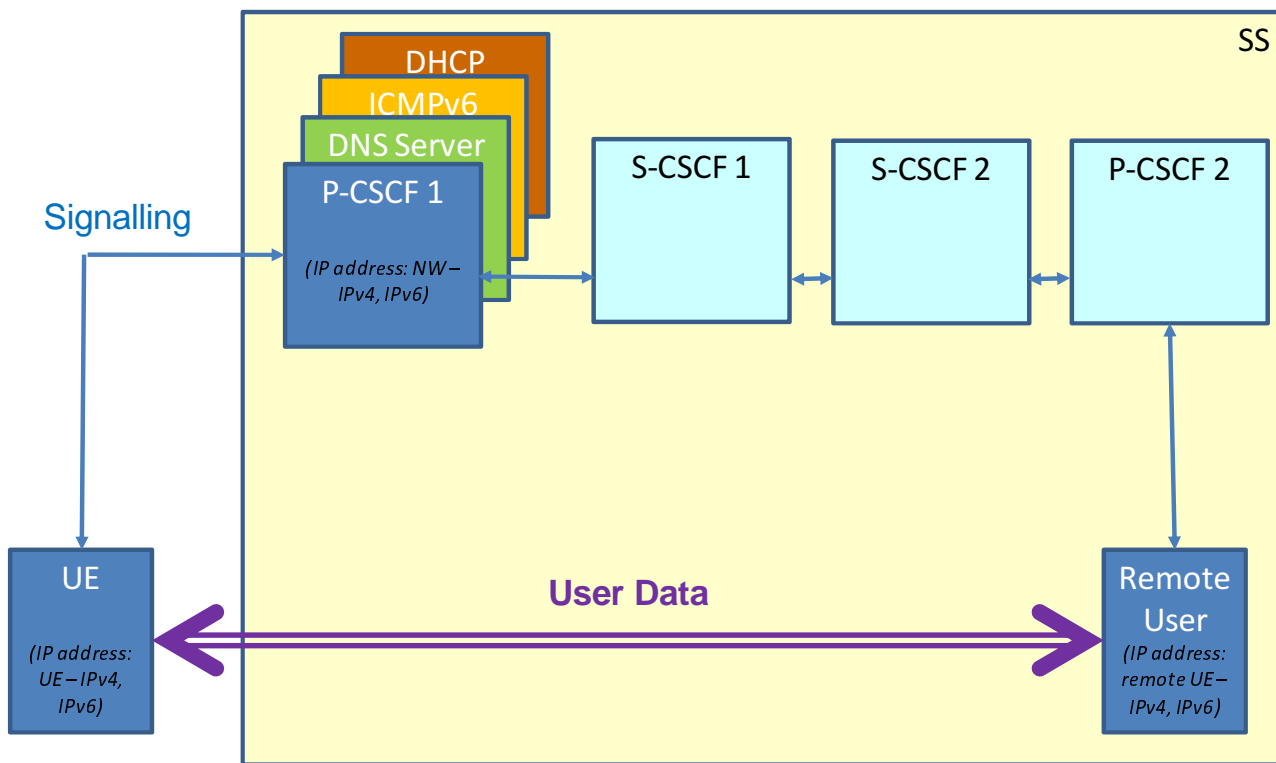 SS
DHCP
ICMPv6
DNS Server
P-CSCF 1
(IP address: NW–
IPv4, IPv6)
S-CSCF 1
S-CSCF 2
P-CSCF 2
Signalling
UE
(IP address:
UE–IPv4,
IPv6)
User Data
Remote
User
(IP address:
remote UE–
IPv4, IPv6)